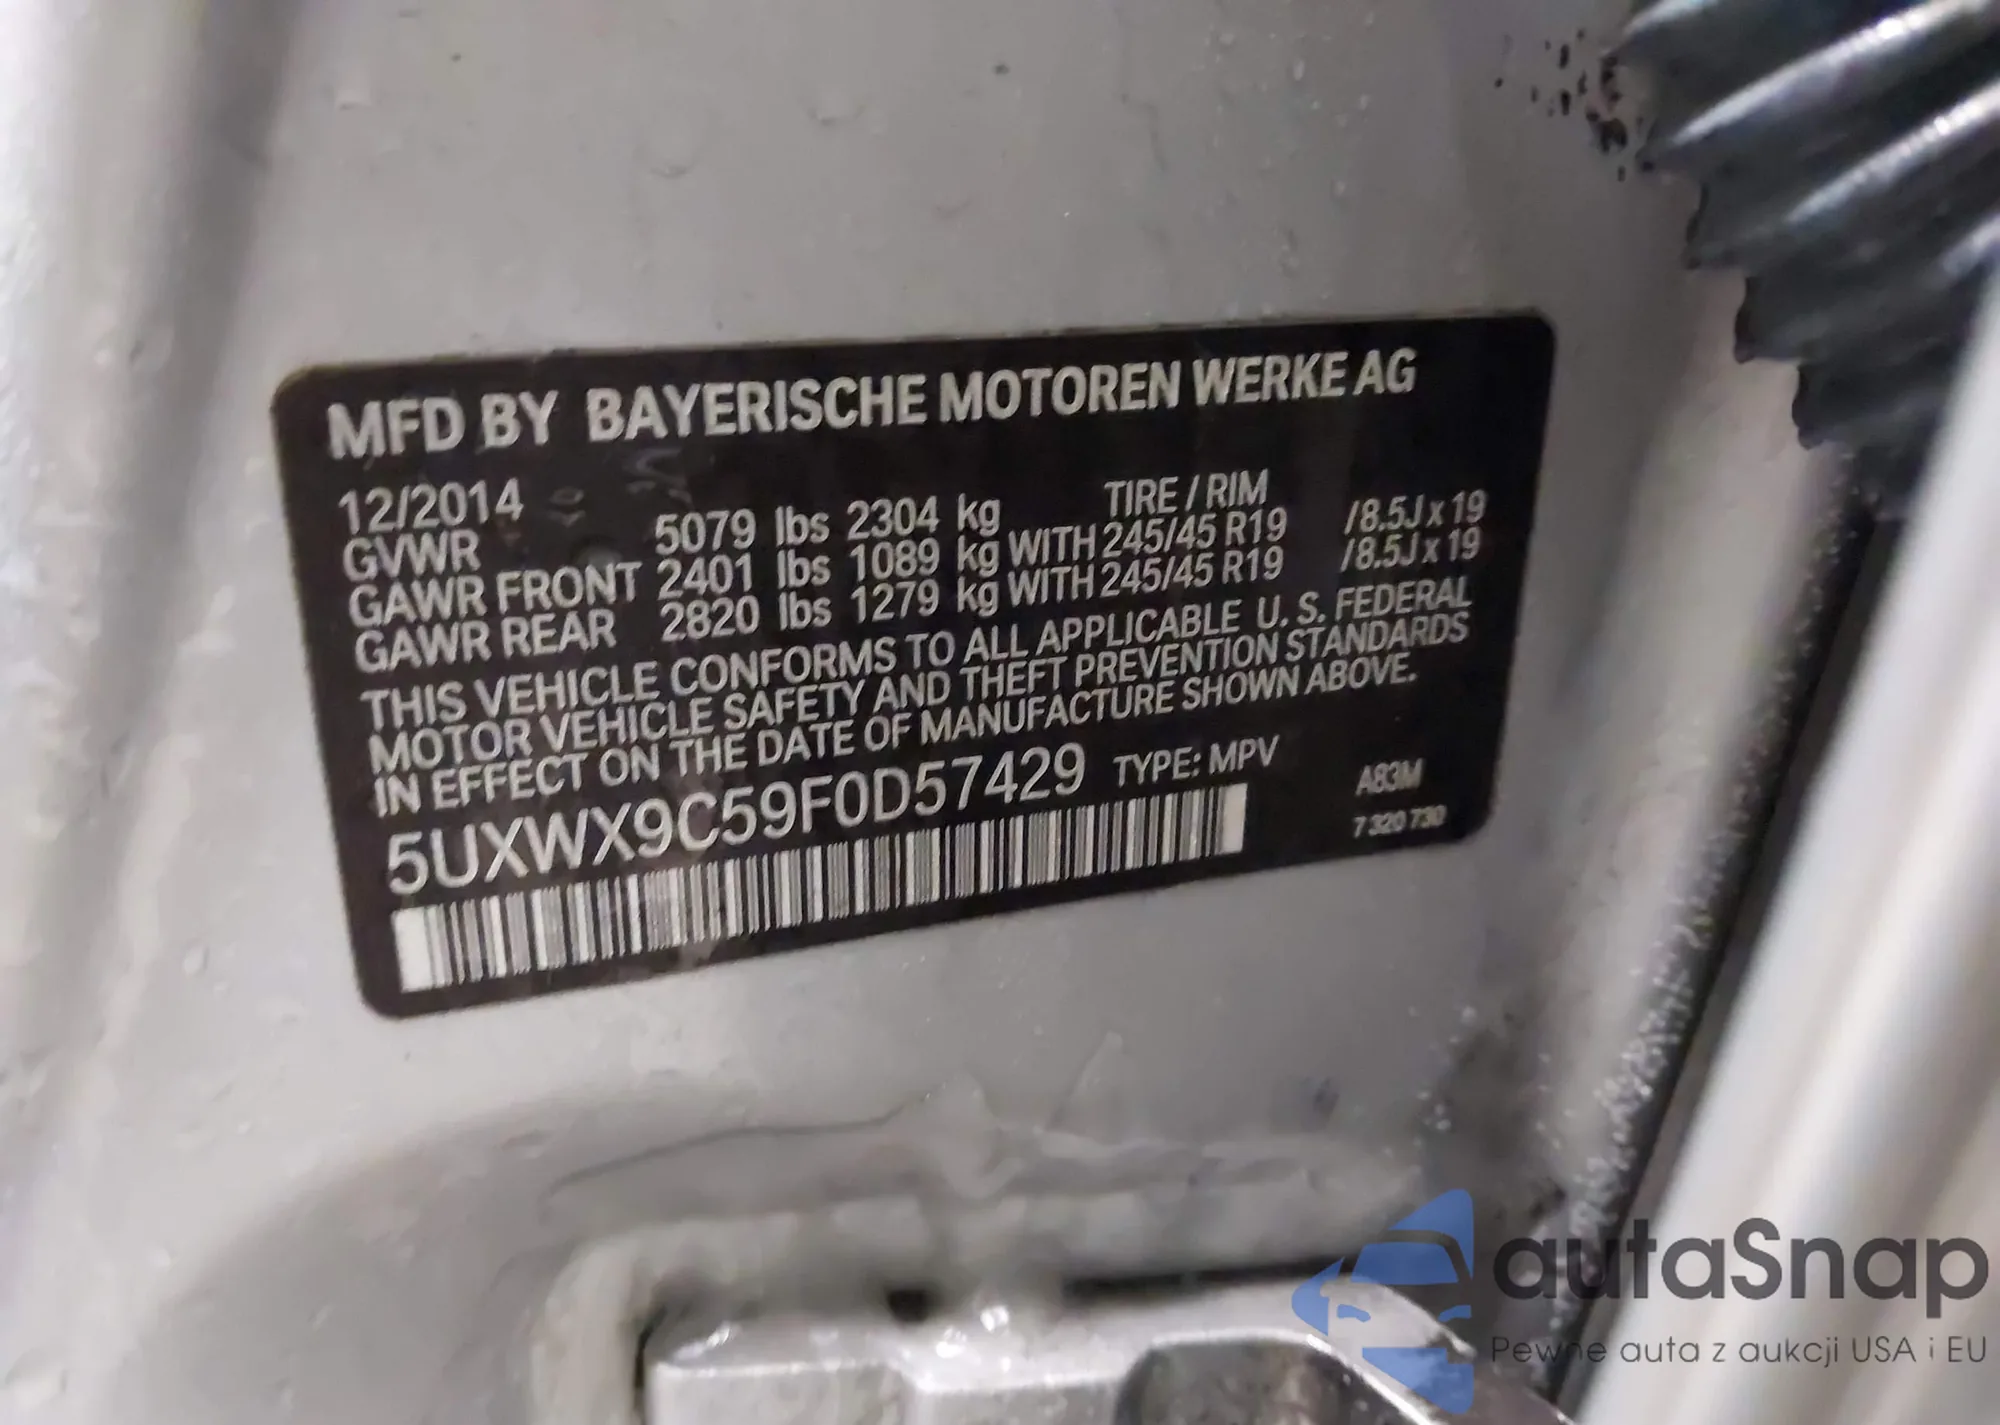 MFD BY BAYERISCHE MOTOREN WERKE AG
12/2014 TIRE / RIM
GVWR 5079 lbs 2304 kg
GAWR FRONT 2401 lbs 1089 kg WITH 245/45 R19 /8.5J x 19
GAWR REAR 2820 lbs 1279 kg WITH 245/45 R19 /8.5J x 19
THIS VEHICLE CONFORMS TO ALL APPLICABLE U. S. FEDERAL
MOTOR VEHICLE SAFETY AND THEFT PREVENTION STANDARDS
IN EFFECT ON THE DATE OF MANUFACTURE SHOWN ABOVE.
5UXWX9C59F0D57429 TYPE: MPV
A83M
7 320 730
autaSnap
Pewne auta z aukcji USA i EU